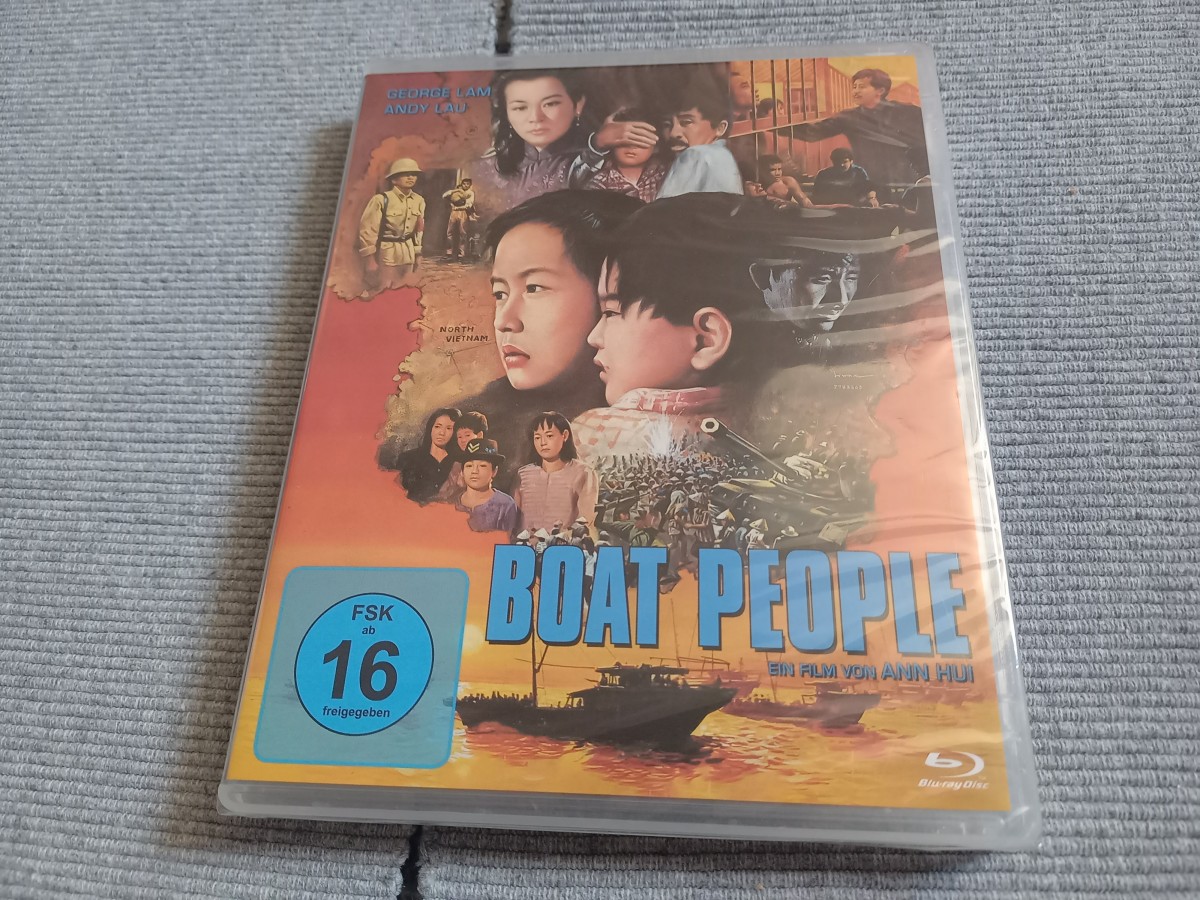 GEORGE LAM
ANDY LAU
NORTH
VIETNAM
BOAT PEOPLE
EIN FILM VON ANN HUI
FSK
ab
16
freigegeben
Blu-ray Disc